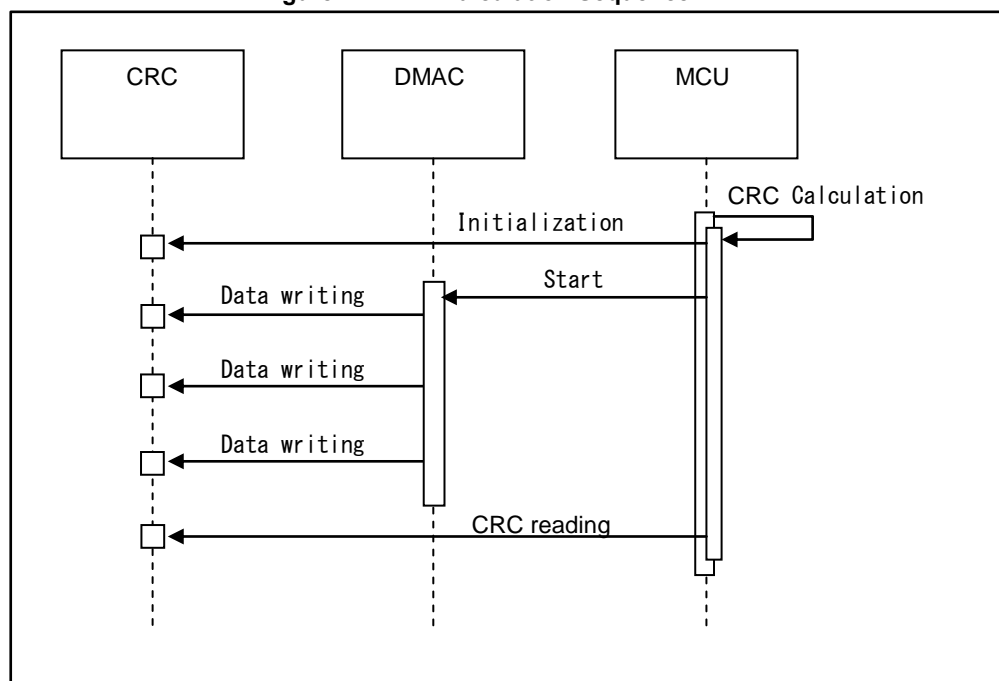 CRC
DMAC
MCU
CRC Calculation
Initialization
Start
Data writing
Data writing
Data writing
CRC reading